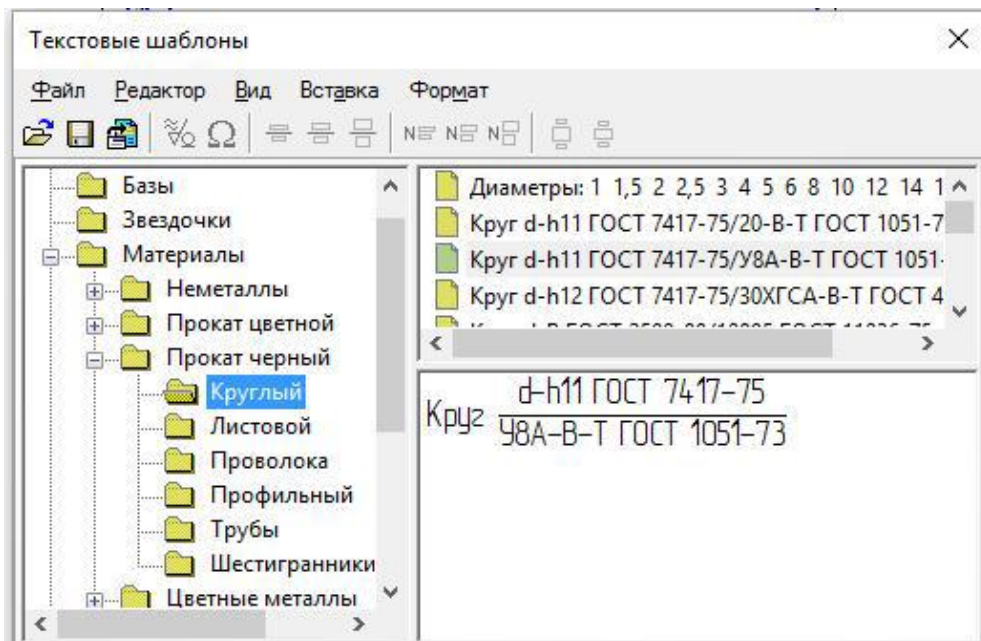 Текстовые шаблоны
Файл Редактор Вид Вставка Формат
Базы
Звездочки
Материалы
Неметаллы
Прокат цветной
Прокат черный
Круглый
Листовой
Проволока
Профильный
Трубы
Шестигранники
Цветные металлы
Диаметры: 1 1,5 2 2,5 3 4 5 6 8 10 12 14 1
Круг d-h11 ГОСТ 7417-75/20-В-Т ГОСТ 1051-7
Круг d-h11 ГОСТ 7417-75/У8А-В-Т ГОСТ 1051-
Круг d-h12 ГОСТ 7417-75/30ХГСА-В-Т ГОСТ 4
d-h11 ГОСТ 7417-75
Круг
У8А-В-Т ГОСТ 1051-73